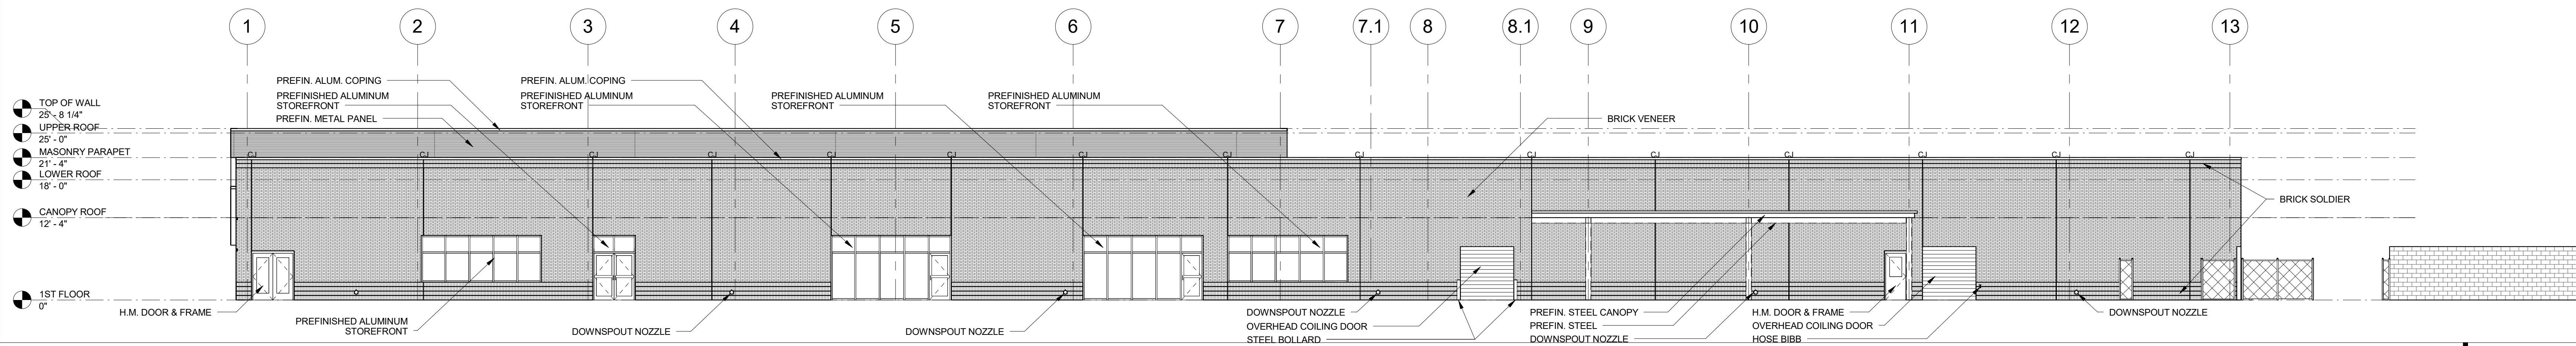 1 2 3 4 5 6 7 7.1 8 8.1 9 10 11 12 13
PREFIN. ALUM. COPING
PREFINISHED ALUMINUM
STOREFRONT
PREFIN. METAL PANEL
PREFIN. ALUM. COPING
PREFINISHED ALUMINUM
STOREFRONT
PREFINISHED ALUMINUM
STOREFRONT
PREFINISHED ALUMINUM
STOREFRONT
BRICK VENEER
TOP OF WALL
25' - 8 1/4"
UPPER ROOF
25' - 0"
MASONRY PARAPET
21' - 4"
LOWER ROOF
18' - 0"
CANOPY ROOF
12' - 4"
1ST FLOOR
0"
CJ CJ CJ CJ CJ CJ CJ CJ CJ CJ CJ CJ CJ CJ CJ
BRICK SOLDIER
H.M. DOOR & FRAME
PREFINISHED ALUMINUM
STOREFRONT
DOWNSPOUT NOZZLE
DOWNSPOUT NOZZLE
DOWNSPOUT NOZZLE
OVERHEAD COILING DOOR
STEEL BOLLARD
PREFIN. STEEL CANOPY
PREFIN. STEEL
DOWNSPOUT NOZZLE
H.M. DOOR & FRAME
OVERHEAD COILING DOOR
HOSE BIBB
DOWNSPOUT NOZZLE